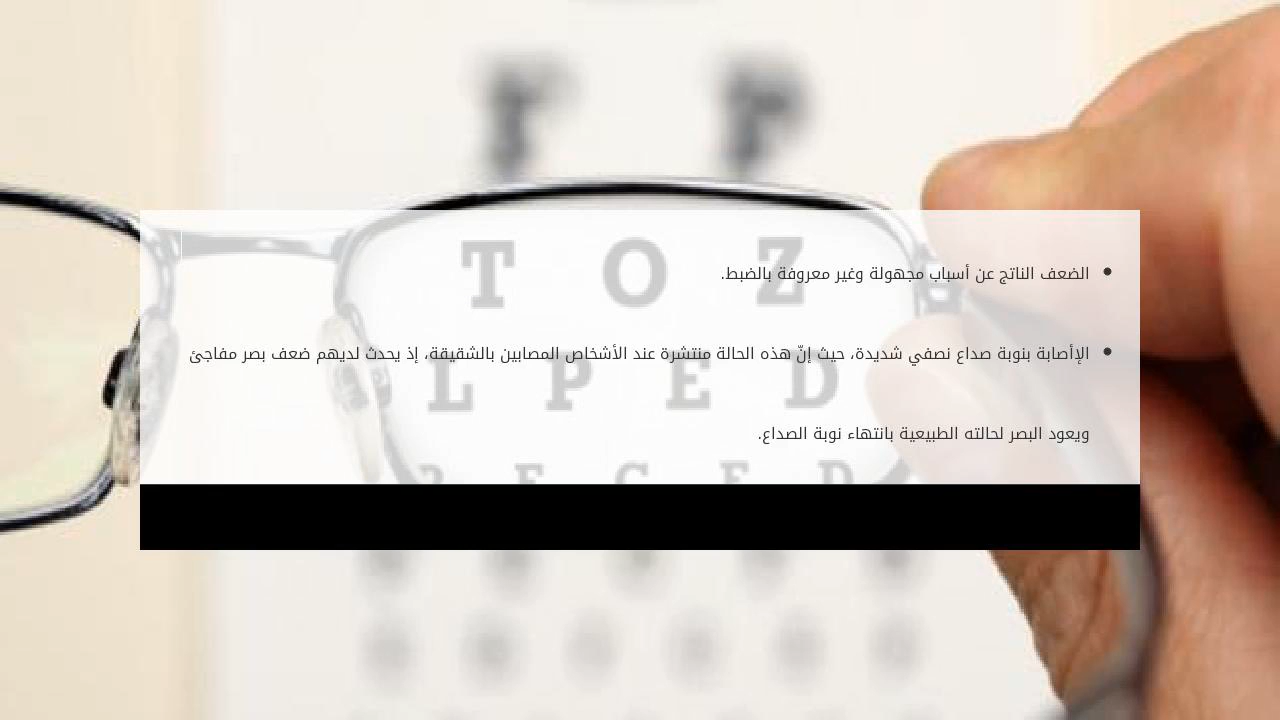 T O Z
• الضعف الناتج عن أسباب مجهولة وغير معروفة بالضبط.
• الإأصابة بنوبة صداع نصفي شديدة، حيث إنّ هذه الحالة منتشرة عند الأشخاص المصابين بالشقيقة، إذ يحدث لديهم ضعف بصر مفاجئ
L P E D
ويعود البصر لحالته الطبيعية بانتهاء نوبة الصداع.